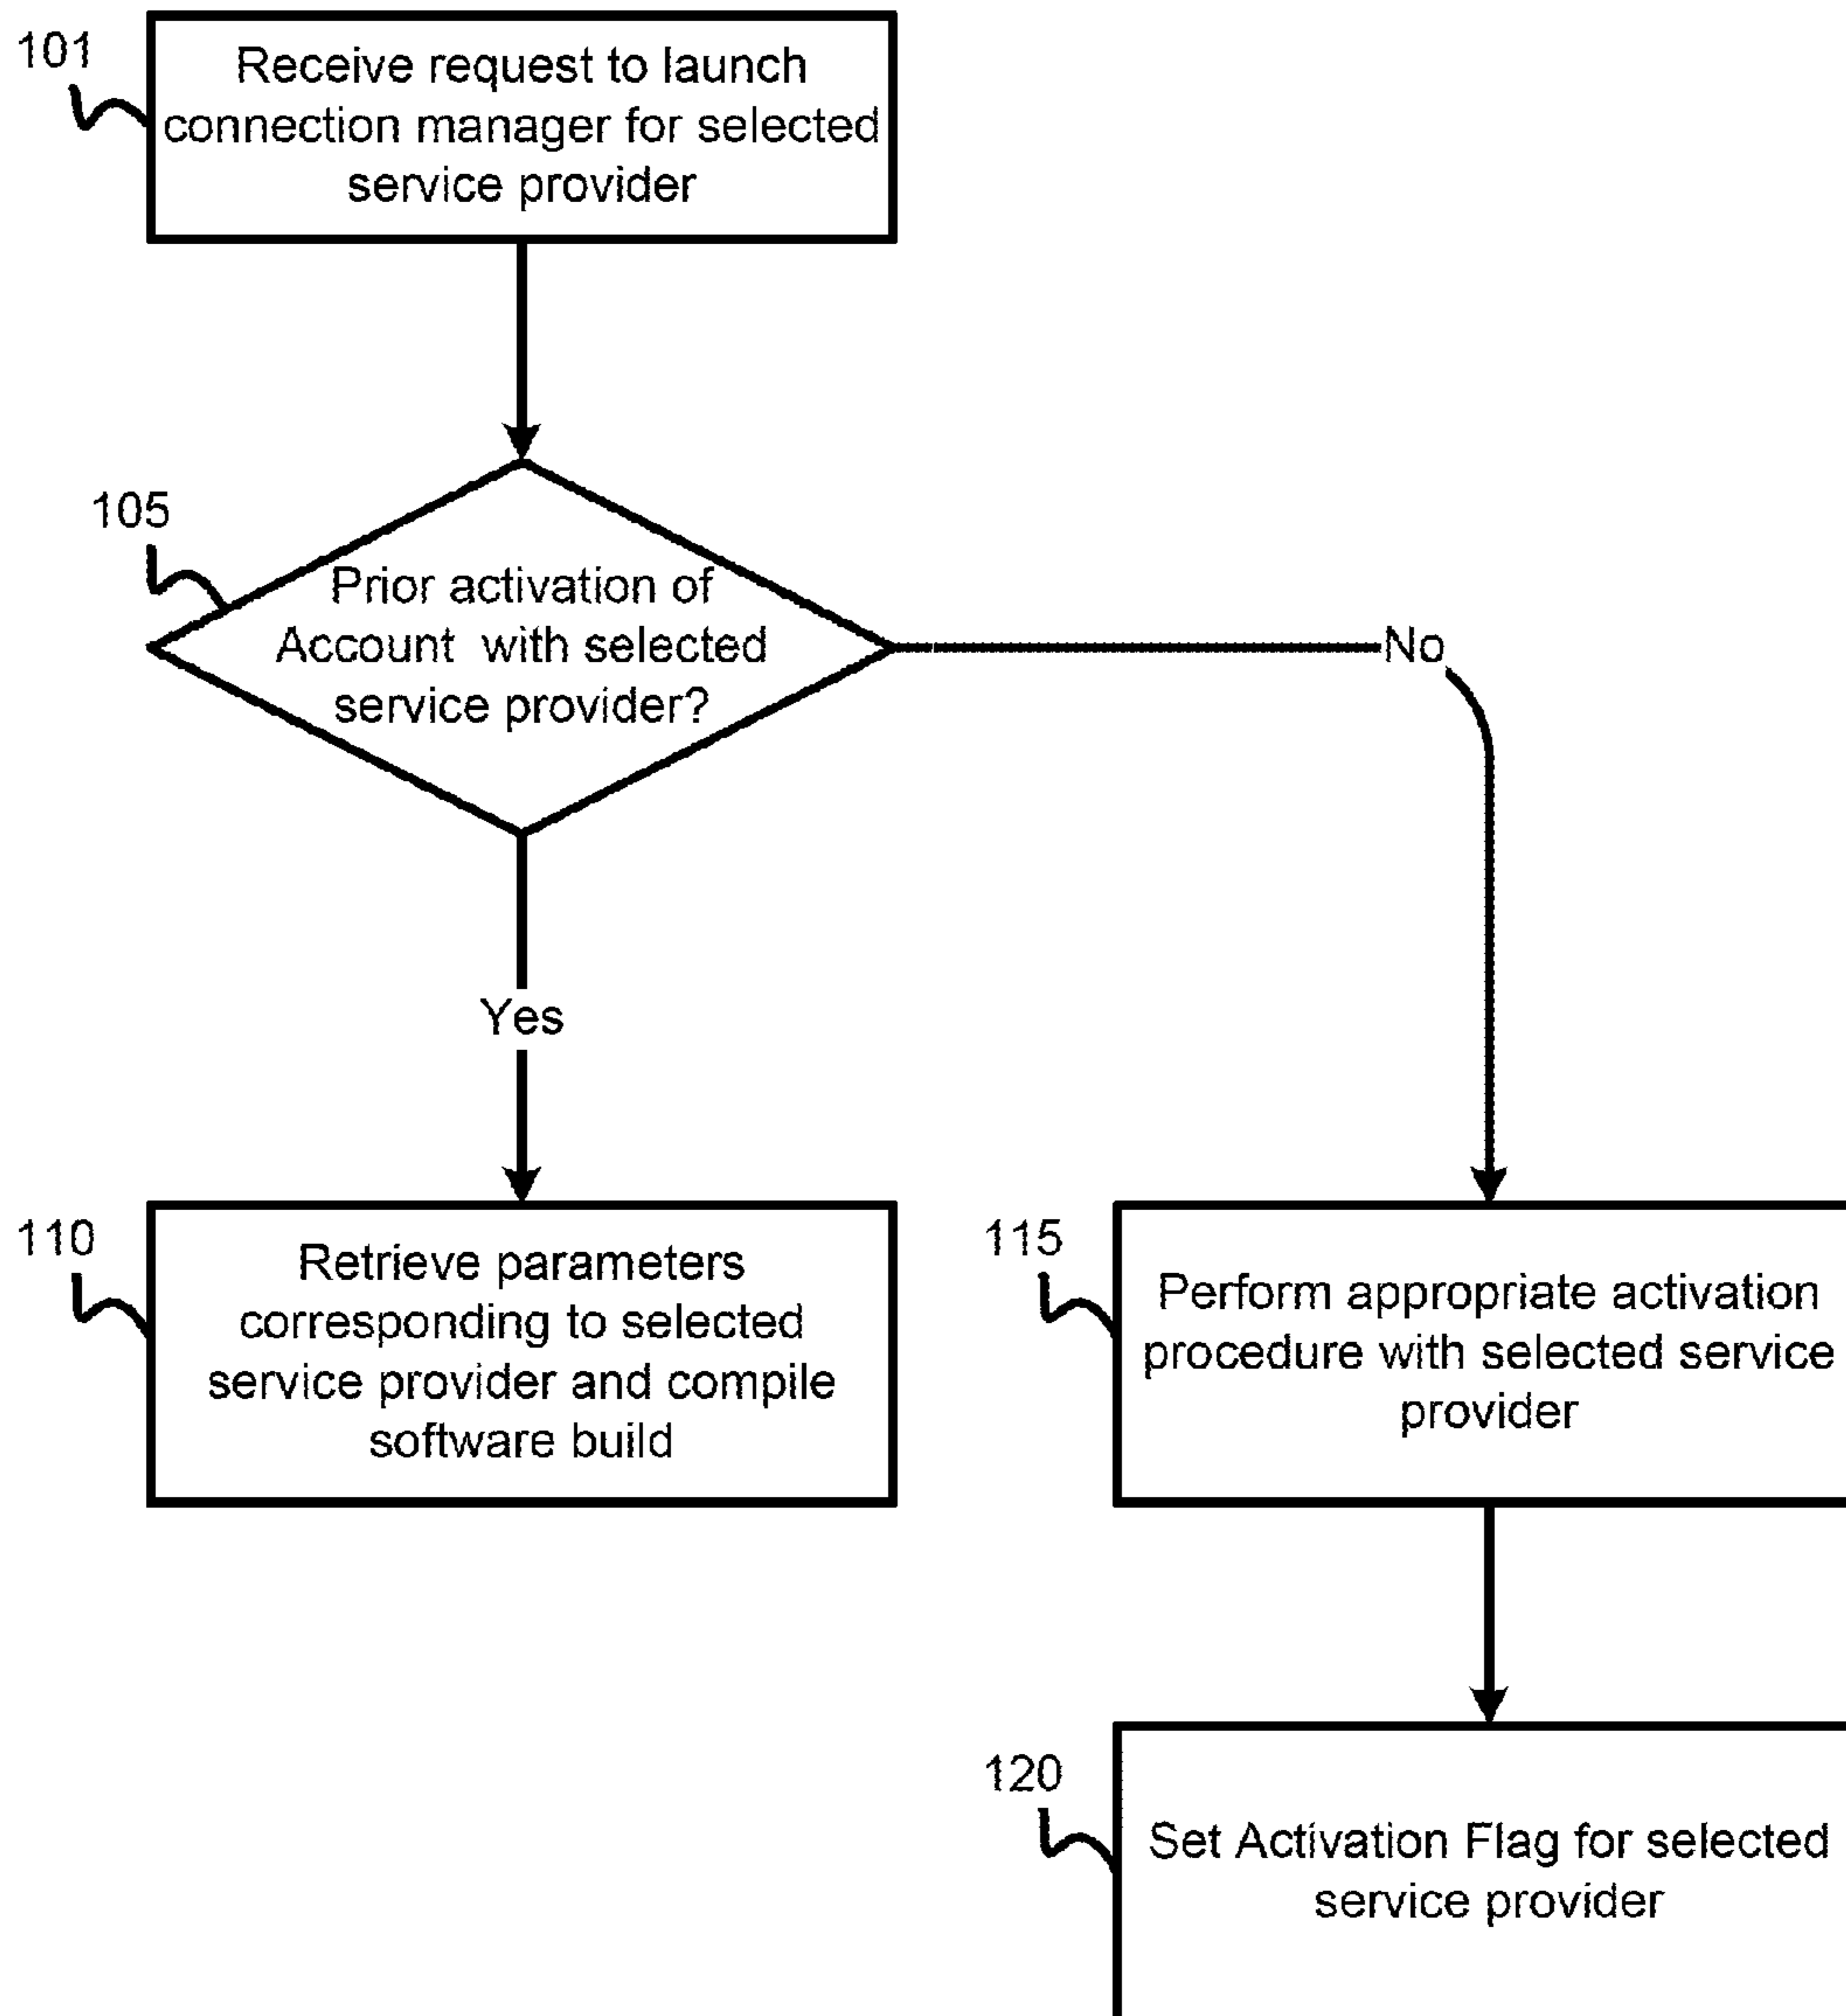 101
Receive request to launch
connection manager for selected
service provider
105
Prior activation of
Account with selected
service provider?
No
Yes
110
Retrieve parameters
corresponding to selected
service provider and compile
software build
115
Perform appropriate activation
procedure with selected service
provider
120
Set Activation Flag for selected
service provider